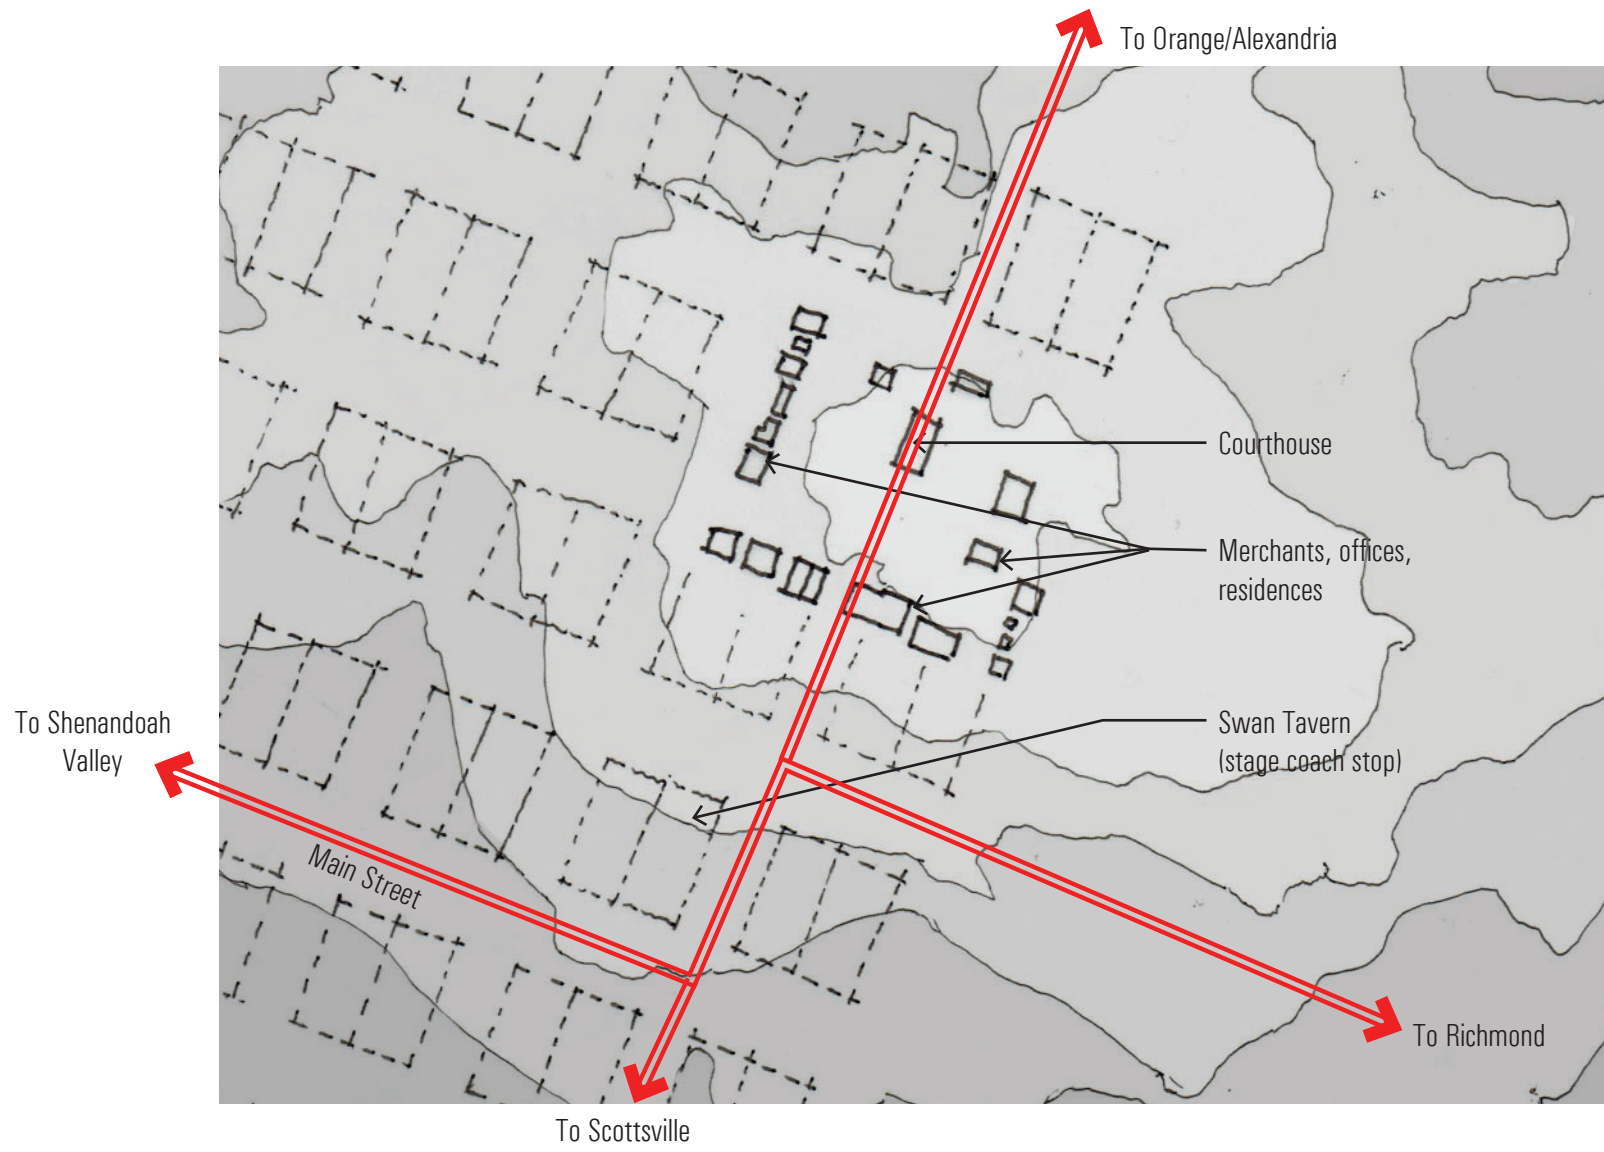 To Orange/Alexandria
Courthouse
Merchants, offices,
residences
To Shenandoah
Valley
Swan Tavern
(stage coach stop)
Main Street
To Richmond
To Scottsville